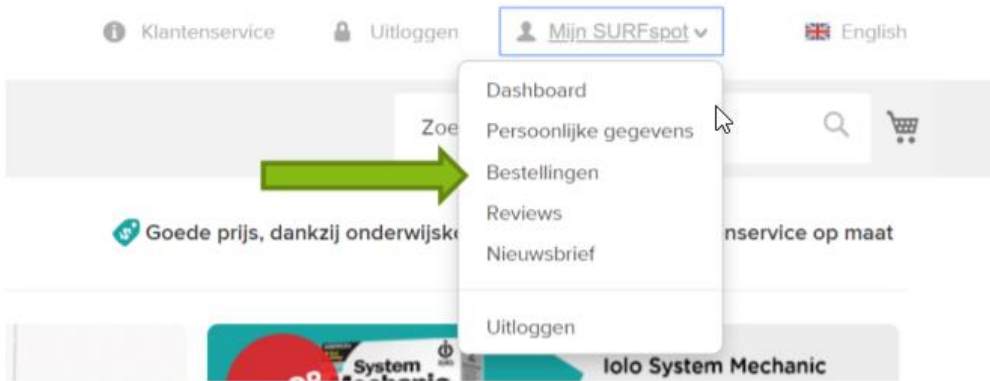 Klantenservice Uitloggen Mijn SURFspot English
Dashboard
Zoe
Persoonlijke gegevens
Bestellingen
Reviews
Goede prijs, dankzij onderwijsk nservice op maat
Nieuwsbrief
Uitloggen
System
Iolo System Mechanic